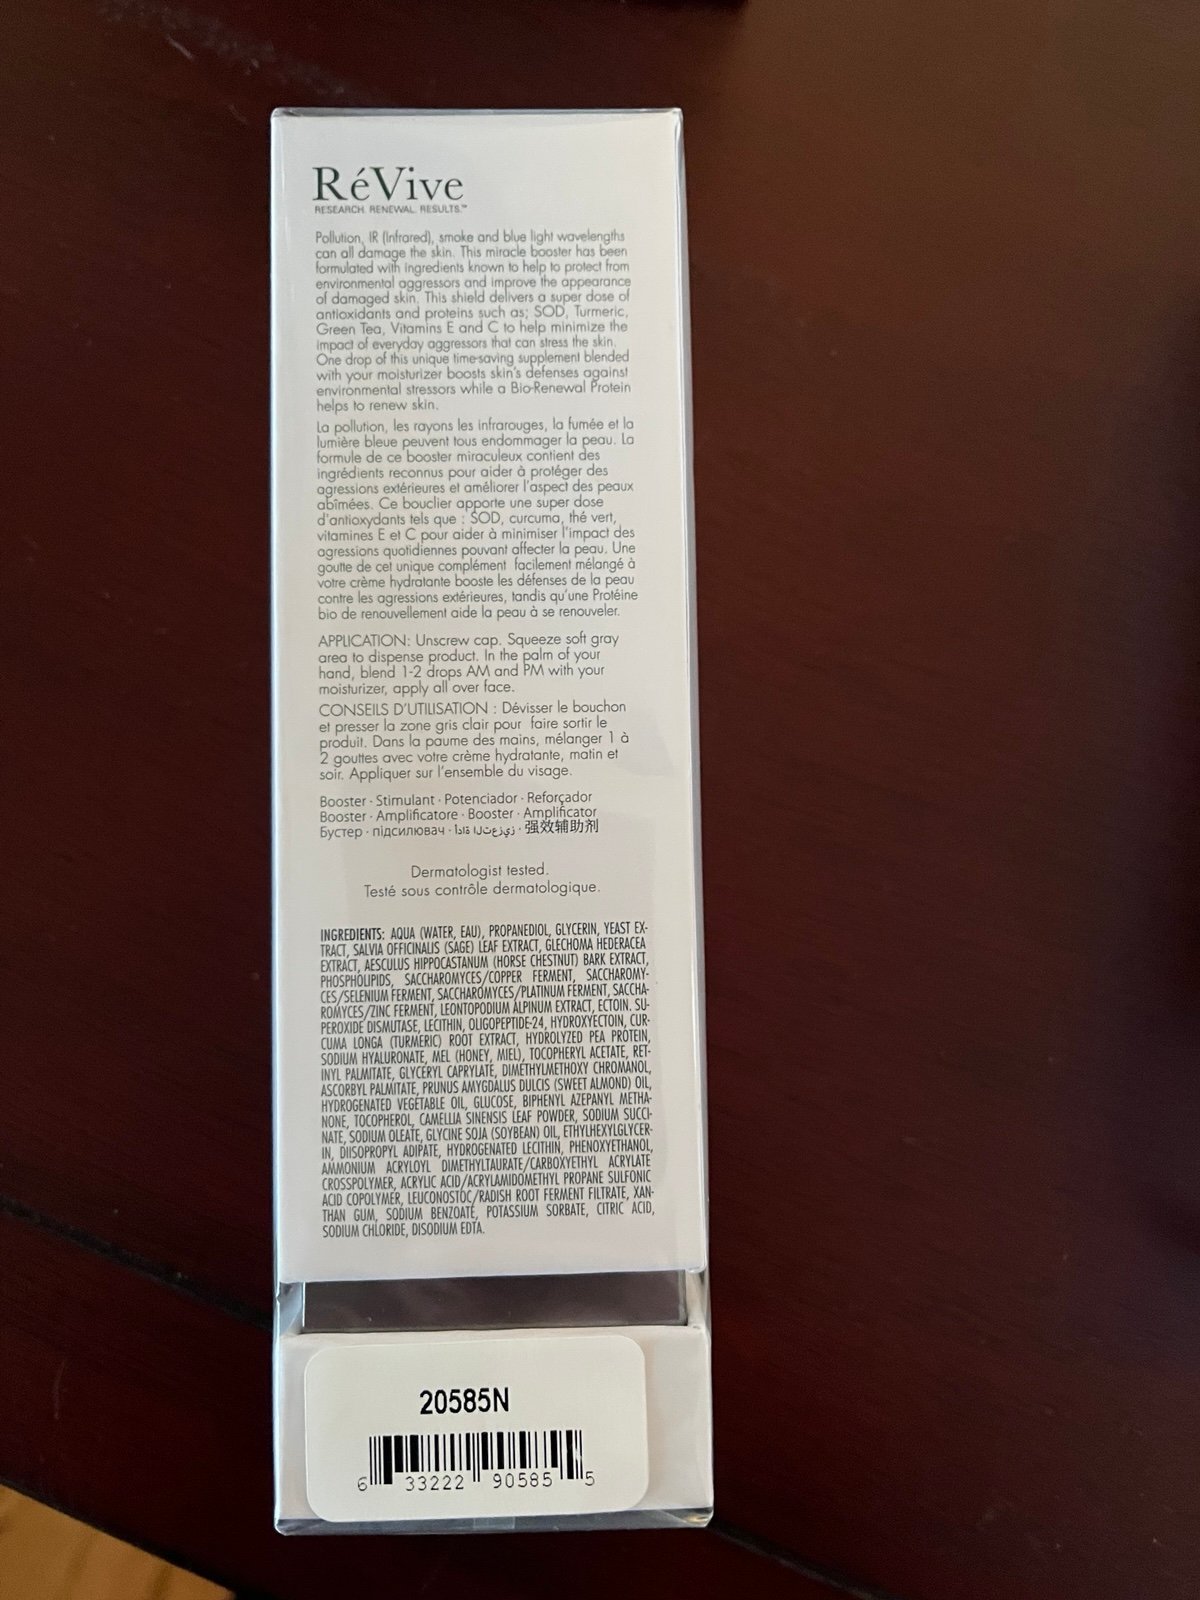 RéVive
RESEARCH. RENEWAL. RESULTS.™
Pollution, IR (Infrared), smoke and blue light wavelengths
can all damage the skin. This miracle booster has been
formulated with ingredients known to help to protect from
environmental aggressors and improve the appearance
of damaged skin. This shield delivers a super dose of
antioxidants and proteins such as; SOD, Turmeric,
Green Tea, Vitamins E and C to help minimize the
impact of everyday aggressors that can stress the skin.
One drop of this unique time-saving supplement blended
with your moisturizer boosts skin's defenses against
environmental stressors while a Bio-Renewal Protein
helps to renew skin.
La pollution, les rayons les infrarouges, la fumée et la
lumière bleue peuvent tous endommager la peau. La
formule de ce booster miraculeux contient des
ingrédients reconnus pour aider à protéger des
agressions extérieures et améliorer l'aspect des peaux
abîmées. Ce bouclier apporte une super dose
d'antioxydants tels que : SOD, curcuma, thé vert,
vitamines E et C pour aider à minimiser l'impact des
agressions quotidiennes pouvant affecter la peau. Une
goutte de cet unique complément facilement mélangé à
votre crème hydratante booste les défenses de la peau
contre les agressions extérieures, tandis qu'une Protéine
bio de renouvellement aide la peau à se renouveler.
APPLICATION: Unscrew cap. Squeeze soft gray
area to dispense product. In the palm of your
hand, blend 1-2 drops AM and PM with your
moisturizer, apply all over face.
CONSEILS D'UTILISATION : Dévisser le bouchon
et presser la zone gris clair pour faire sortir le
produit. Dans la paume des mains, mélanger 1 à
2 gouttes avec votre crème hydratante, matin et
soir. Appliquer sur l'ensemble du visage.
Booster · Stimulant · Potenciador · Reforçador
Booster · Amplificatore · Booster · Amplificator
Бустер · підсилювач · أداة التعزيز · 强效辅助剂
Dermatologist tested.
Testé sous contrôle dermatologique.
INGREDIENTS: AQUA (WATER, EAU), PROPANEDIOL, GLYCERIN, YEAST EX-
TRACT, SALVIA OFFICINALIS (SAGE) LEAF EXTRACT, GLECHOMA HEDERACEA
EXTRACT, AESCULUS HIPPOCASTANUM (HORSE CHESTNUT) BARK EXTRACT,
PHOSPHOLIPIDS, SACCHAROMYCES/COPPER FERMENT, SACCHAROMY-
CES/SELENIUM FERMENT, SACCHAROMYCES/PLATINUM FERMENT, SACCHA-
ROMYCES/ZINC FERMENT, LEONTOPODIUM ALPINUM EXTRACT, ECTOIN. SU-
PEROXIDE DISMUTASE, LECITHIN, OLIGOPEPTIDE-24, HYDROXYECTOIN, CUR-
CUMA LONGA (TURMERIC) ROOT EXTRACT, HYDROLYZED PEA PROTEIN,
SODIUM HYALURONATE, MEL (HONEY, MIEL), TOCOPHERYL ACETATE, RET-
INYL PALMITATE, GLYCERYL CAPRYLATE, DIMETHYLMETHOXY CHROMANOL,
ASCORBYL PALMITATE, PRUNUS AMYGDALUS DULCIS (SWEET ALMOND) OIL,
HYDROGENATED VEGETABLE OIL, GLUCOSE, BIPHENYL AZEPANYL METHA-
NONE, TOCOPHEROL, CAMELLIA SINENSIS LEAF POWDER, SODIUM SUCCI-
NATE, SODIUM OLEATE, GLYCINE SOJA (SOYBEAN) OIL, ETHYLHEXYLGLYCER-
IN, DIISOPROPYL ADIPATE, HYDROGENATED LECITHIN, PHENOXYETHANOL,
AMMONIUM ACRYLOYL DIMETHYLTAURATE/CARBOXYETHYL ACRYLATE
CROSSPOLYMER, ACRYLIC ACID/ACRYLAMIDOMETHYL PROPANE SULFONIC
ACID COPOLYMER, LEUCONOSTOC/RADISH ROOT FERMENT FILTRATE, XAN-
THAN GUM, SODIUM BENZOATE, POTASSIUM SORBATE, CITRIC ACID,
SODIUM CHLORIDE, DISODIUM EDTA.
20585N
6 33222 90585 5